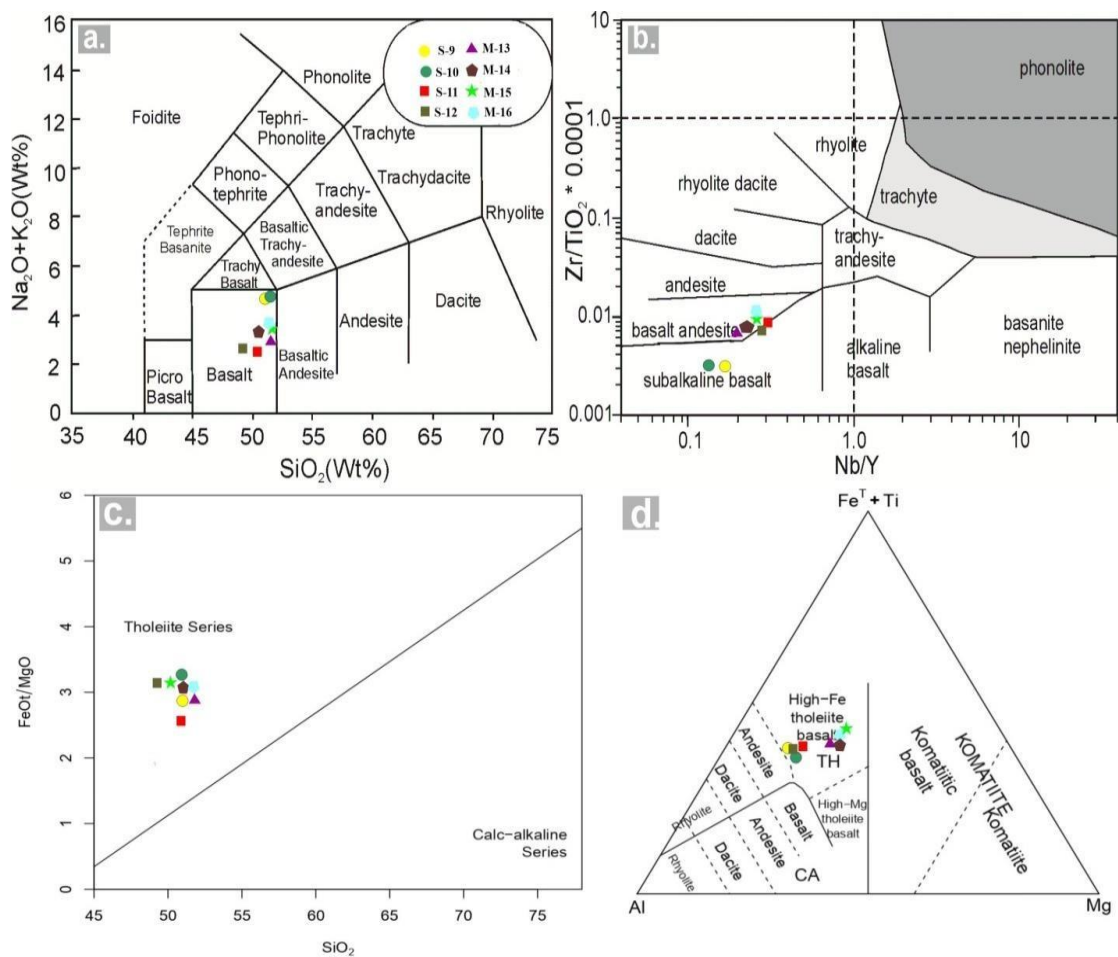 a.
16
14
12
10
8
6
4
2
0
Na2O+K2O(Wt%)
35
40
45
50
55
60
65
70
75
SiO2(Wt%)
S-9
M-13
S-10
M-14
S-11
M-15
S-12
M-16
Foidite
Phonolite
Tephri-
Phonolite
Trachyte
Phono-
tephrite
Trachydacite
Trachy-
andesite
Tephrite
Basanite
Basaltic
Trachy-
andesite
Rhyolite
Trachy
Basalt
Picro
Basalt
Basalt
Basaltic
Andesite
Andesite
Dacite
b.
10
1.0
0.1
0.010
0.001
Zr/TiO2 * 0.0001
0.1
1.0
10
Nb/Y
phonolite
rhyolite
rhyolite dacite
trachyte
dacite
trachy-
andesite
andesite
basalt andesite
subalkaline basalt
alkaline
basalt
basanite
nephelinite
c.
6
5
4
3
2
1
0
FeOt/MgO
45
50
55
60
65
70
75
SiO2
Tholeiite Series
Calc-alkaline
Series
d.
FeT + Ti
High-Fe
tholeiite
basalt
TH
Andesite
Dacite
Rhyolite
High-Mg
tholeiite
basalt
Basalt
Andesite
Dacite
Rhyolite
CA
Komatiitic
basalt
KOMATIITE
Komatiite
Al
Mg